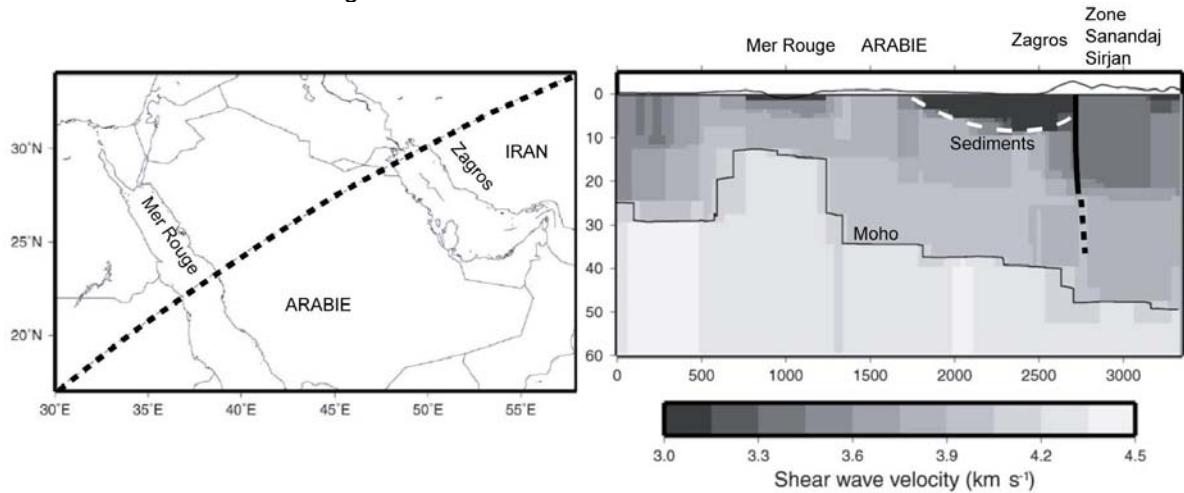 Mer Rouge
ARABIE
Zagros
Zone
Sanandaj
Sirjan
30°N
25°N
20°N
30°E
35°E
40°E
45°E
50°E
55°E
Mer Rouge
ARABIE
Zagros
IRAN
0
10
20
30
40
50
60
0
500
1000
1500
2000
2500
3000
Sediments
Moho
3.0
3.3
3.6
3.9
4.2
4.5
Shear wave velocity (km s⁻¹)